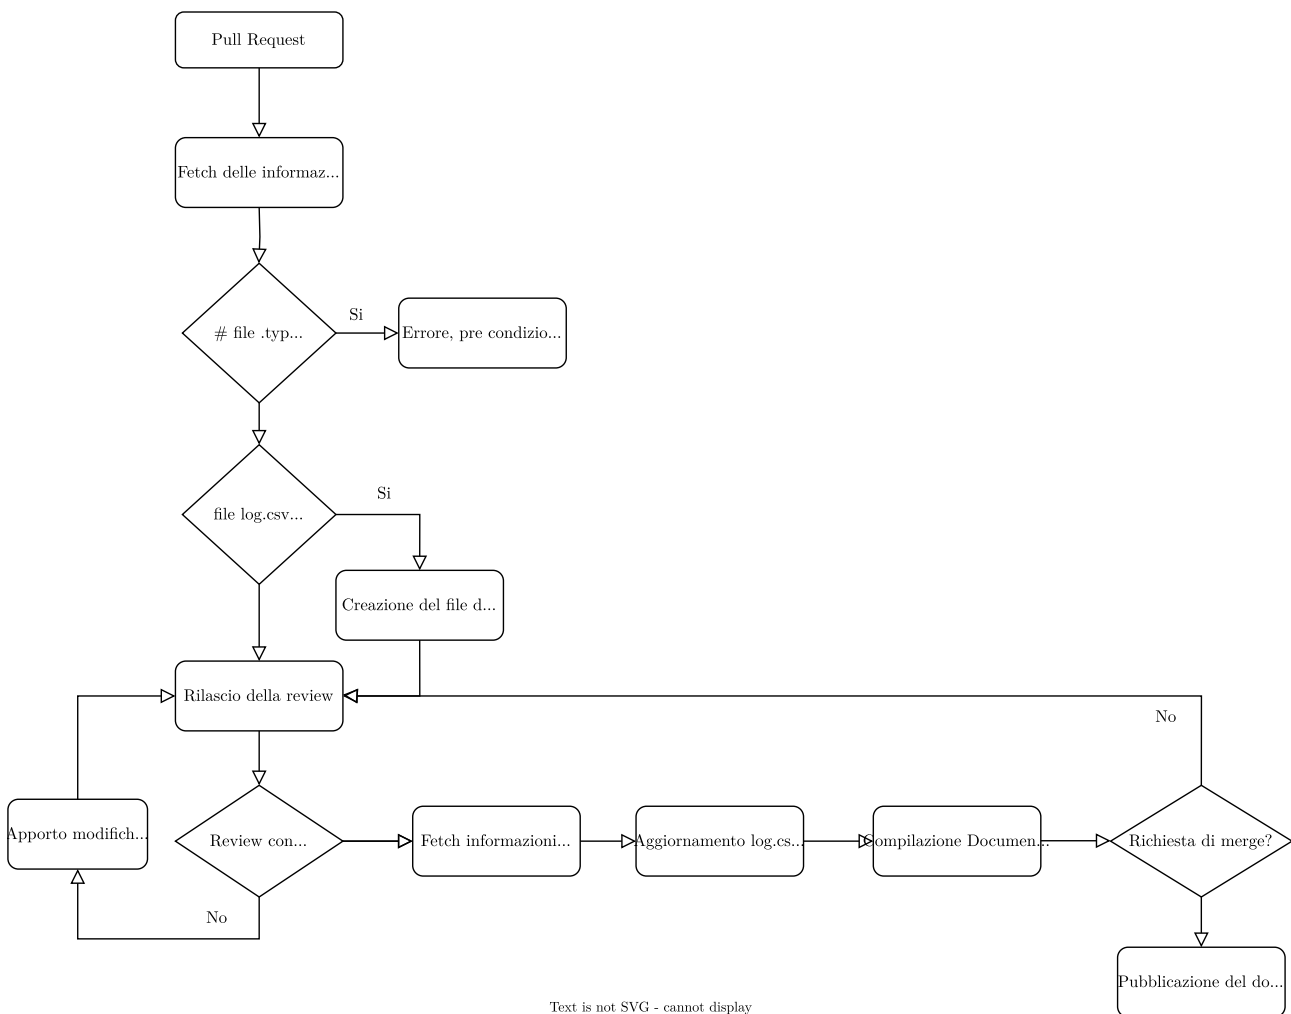 Pull Request
Fetch delle informaz...
# file .typ...
Si
Errore, pre condizio...
file log.csv...
Si
Creazione del file d...
Rilascio della review
No
Apporto modifich...
Review con...
Fetch informazioni...
Aggiornamento log.cs...
Compilazione Documen...
Richiesta di merge?
No
Pubblicazione del do...
Text is not SVG - cannot display